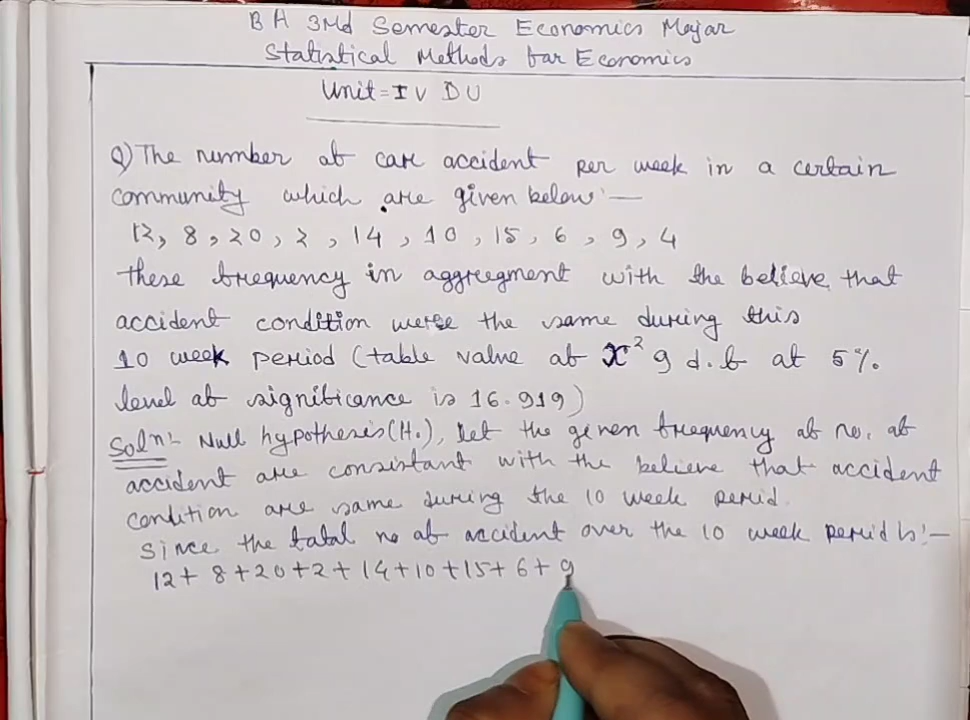 B A 3rd Semester Economics Major
Statistical Methods for Economics
Unit = IV DU
Q) The number of car accident per week in a certain
community which are given below :—
12, 8, 20, 2, 14, 10, 15, 6, 9, 4
these frequency in aggreegment with the believe that
accident condition werse the same during this
10 week period (table value of x² 9 d.f at 5%
level of significance is 16.919)
Solⁿ:- Null hypothesis (H₀), let the given frequency of no. of
accident are consistant with the believe that accident
condition are same during the 10 week period.
Since the total no of accident over the 10 week period is :—
12 + 8 + 20 + 2 + 14 + 10 + 15 + 6 + 9